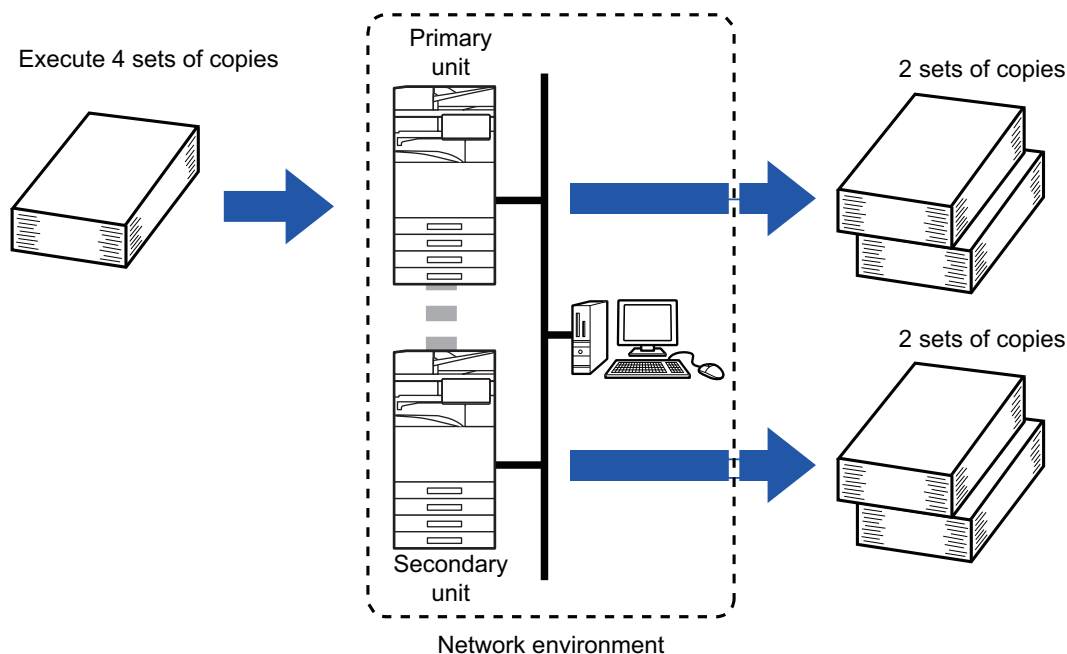 Execute 4 sets of copies
Primary
unit
2 sets of copies
2 sets of copies
Secondary
unit
Network environment